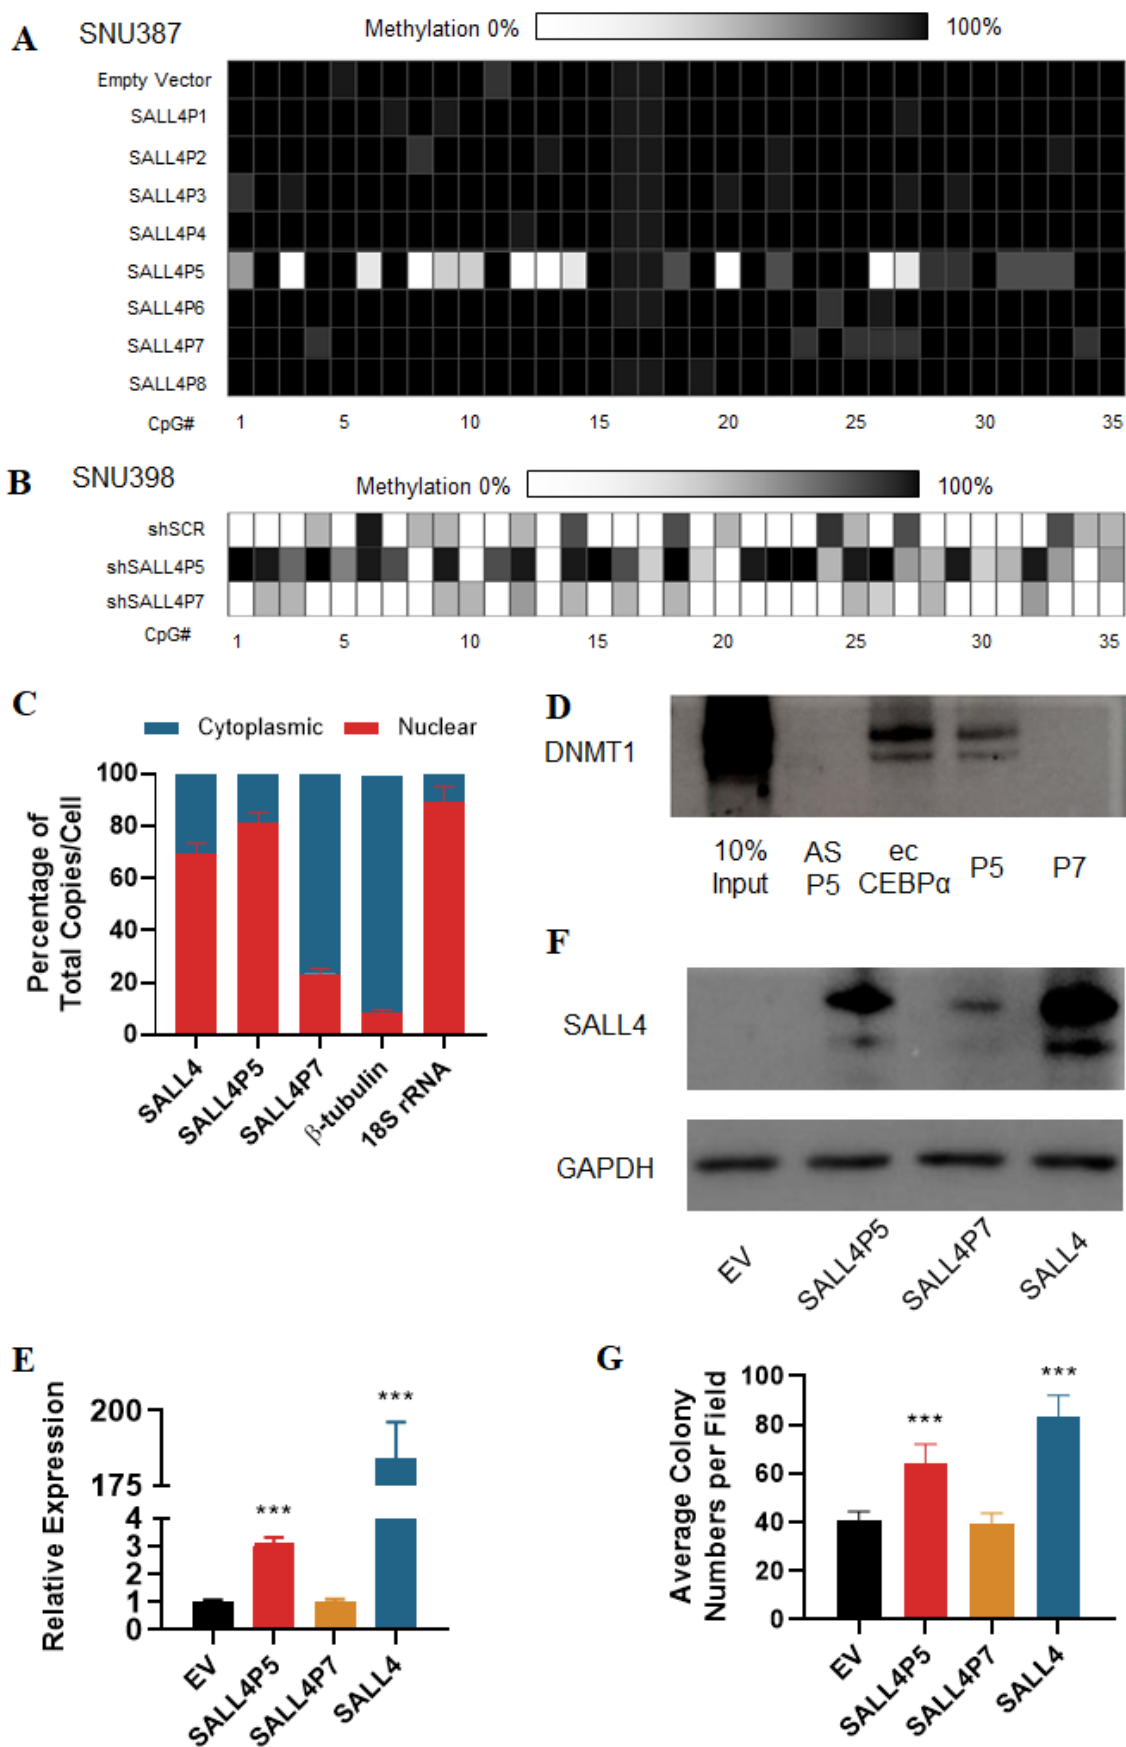 A SNU387 Methylation 0% 100%
Empty Vector
SALL4P1
SALL4P2
SALL4P3
SALL4P4
SALL4P5
SALL4P6
SALL4P7
SALL4P8
CpG# 1 5 10 15 20 25 30 35
B SNU398 Methylation 0% 100%
shSCR
shSALL4P5
shSALL4P7
CpG# 1 5 10 15 20 25 30 35
C
Cytoplasmic Nuclear
Percentage of
Total Copies/Cell
100
80
60
40
20
0
SALL4 SALL4P5 SALL4P7 β-tubulin 18S rRNA
D
DNMT1
10%
Input
AS
P5
ec
CEBPα
P5
P7
F
SALL4
GAPDH
EV SALL4P5 SALL4P7 SALL4
E
Relative Expression
200
175
4
3
2
1
0
***
***
EV SALL4P5 SALL4P7 SALL4
G
Average Colony
Numbers per Field
100
80
60
40
20
0
***
***
EV SALL4P5 SALL4P7 SALL4